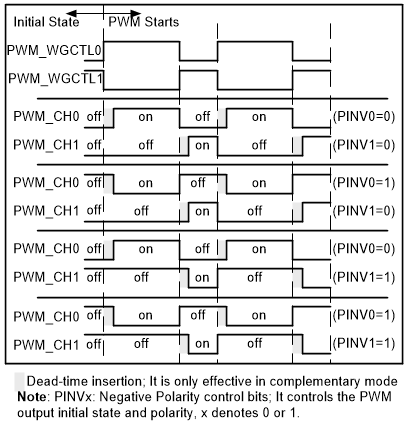 Initial State PWM Starts
PWM_WGCTL0
PWM_WGCTL1
PWM_CH0 off on off on (PINV0=0)
PWM_CH1 off off on off (PINV1=0)
PWM_CH0 off on off on (PINV0=1)
PWM_CH1 off off on off (PINV1=0)
PWM_CH0 off on off on (PINV0=0)
PWM_CH1 off off on off (PINV1=1)
PWM_CH0 off on off on (PINV0=1)
PWM_CH1 off off on off (PINV1=1)
Dead-time insertion; It is only effective in complementary mode
Note: PINVx: Negative Polarity control bits; It controls the PWM
output initial state and polarity, x denotes 0 or 1.